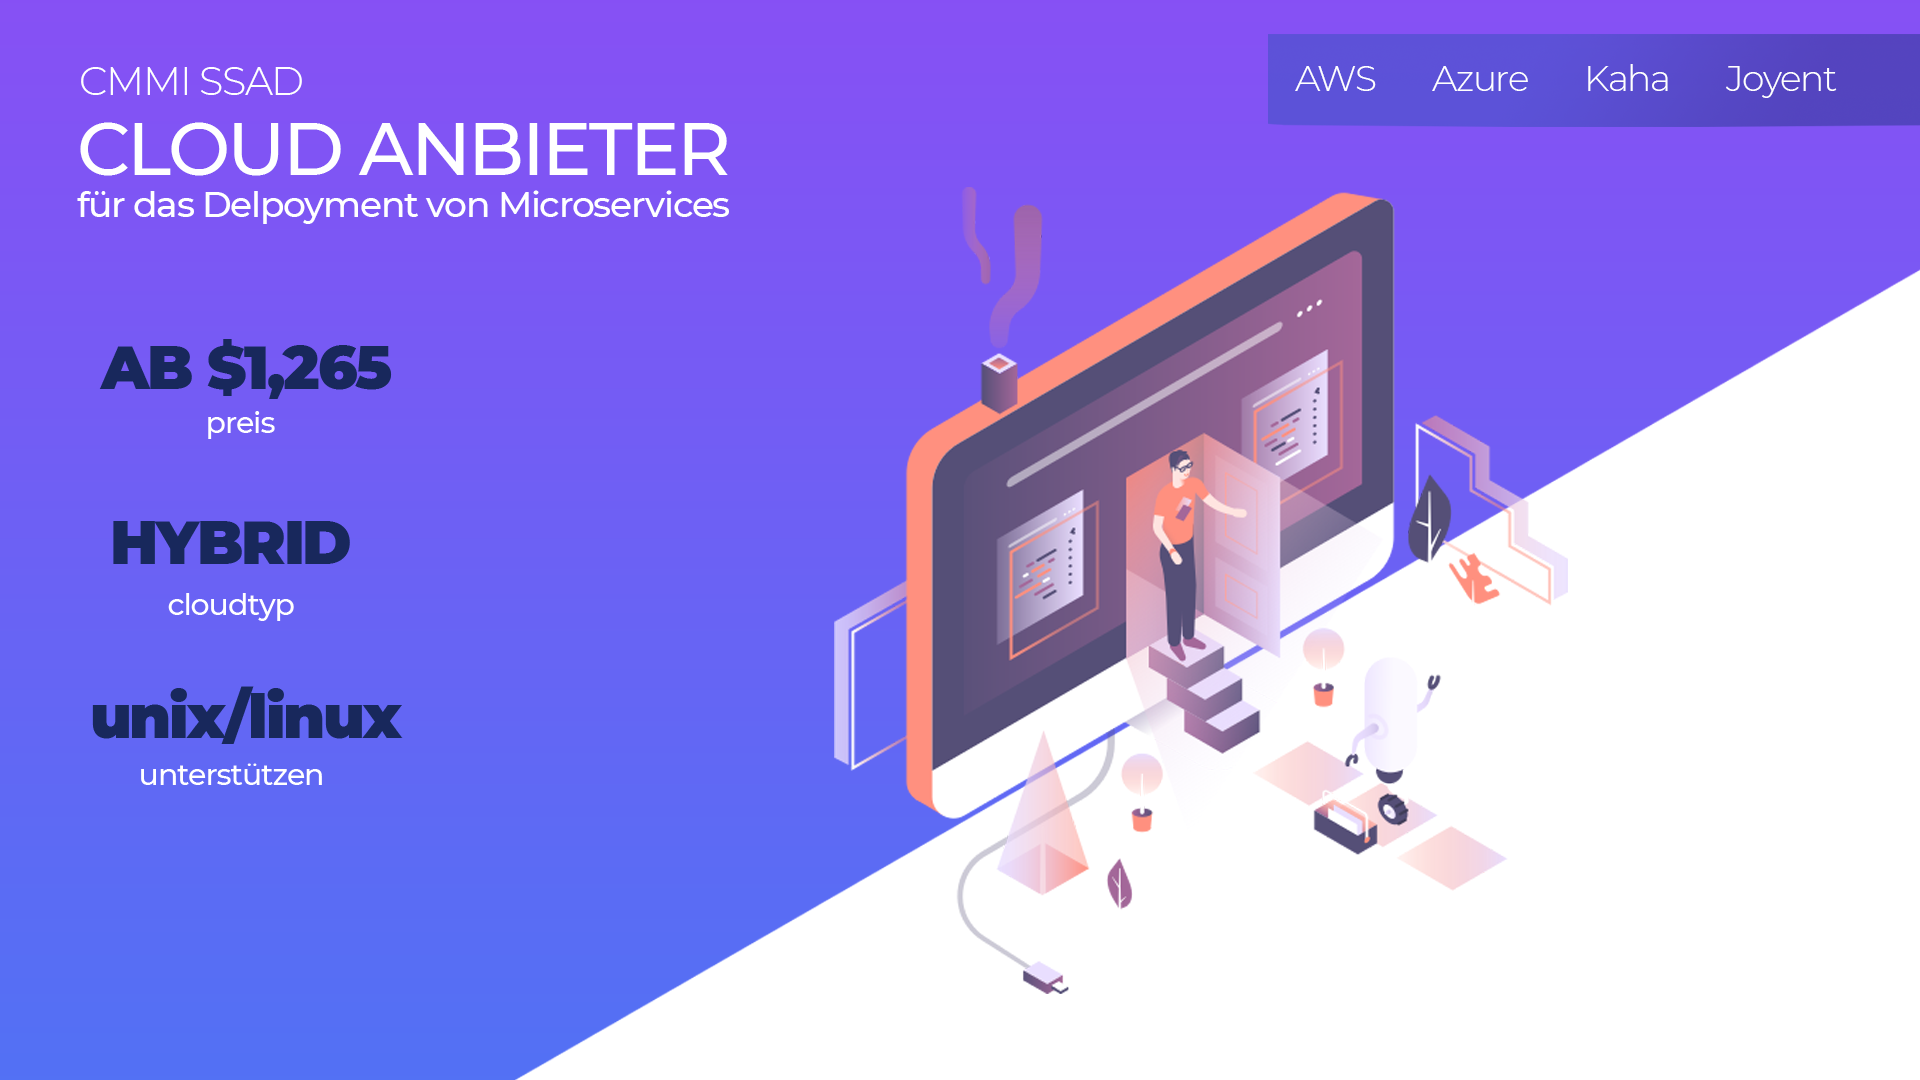 CMMI SSAD
CLOUD ANBIETER
für das Delpoyment von Microservices
AWS Azure Kaha Joyent
AB $1,265
preis
HYBRID
cloudtyp
unix/linux
unterstützen